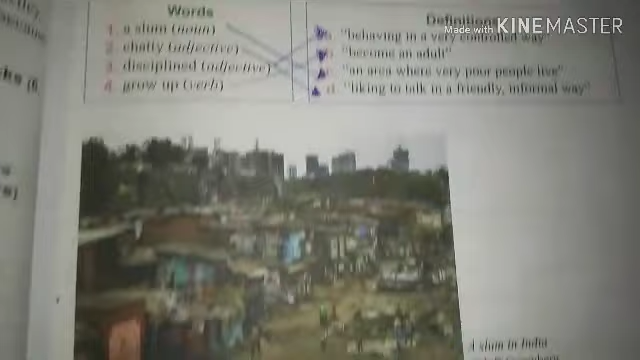 Made with KINEMASTER
Words
1. a slum (noun)
2. chatty (adjective)
3. disciplined (adjective)
4. grow up (verb)
"behaving in a very controlled way"
"become an adult"
"an area where very poor people live"
d. "liking to talk in a friendly, informal way"
A slum in India